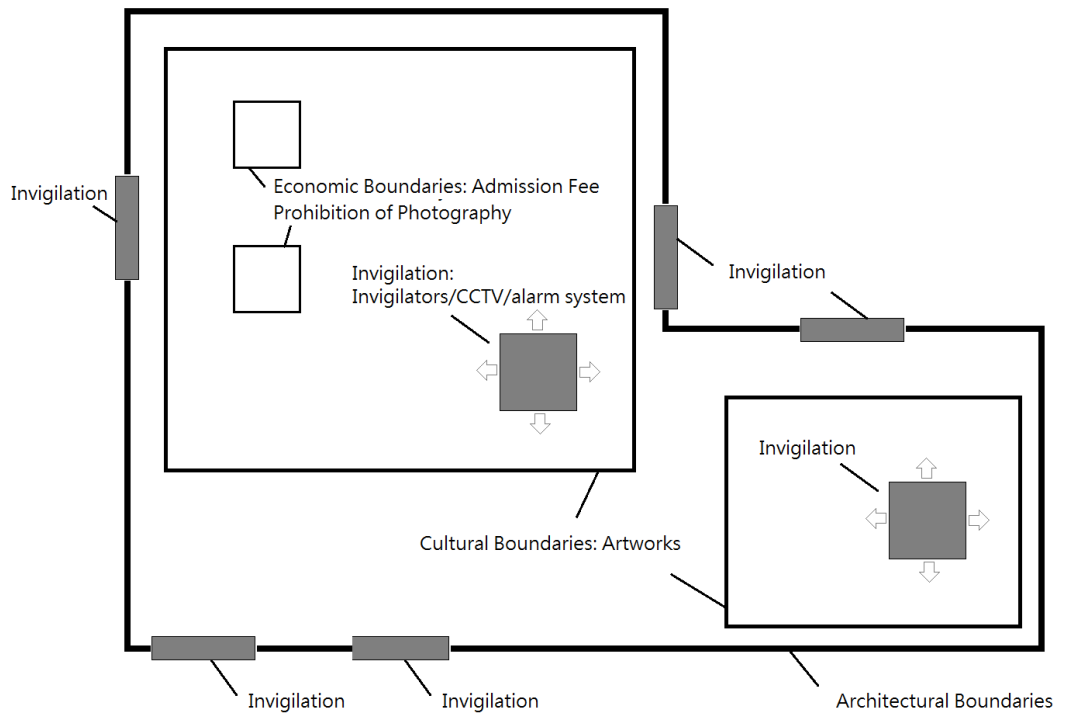 Invigilation
Economic Boundaries: Admission Fee
Prohibition of Photography
Invigilation:
Invigilators/CCTV/alarm system
Invigilation
Invigilation
Cultural Boundaries: Artworks
Invigilation
Invigilation
Architectural Boundaries